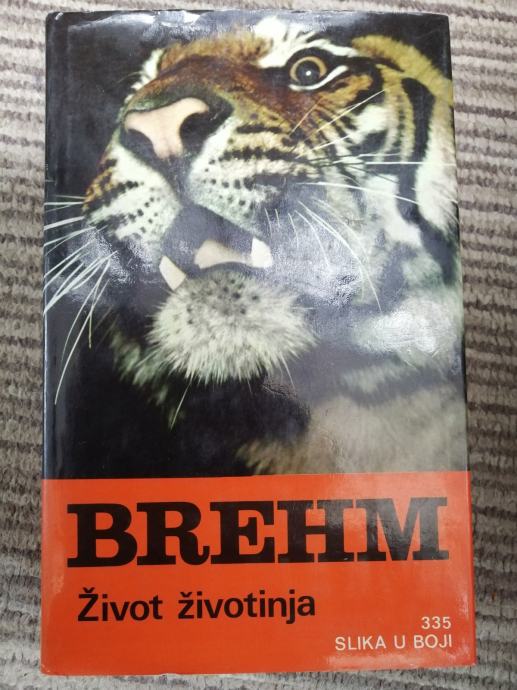 BREHM
Život životinja
335
SLIKA U BOJI